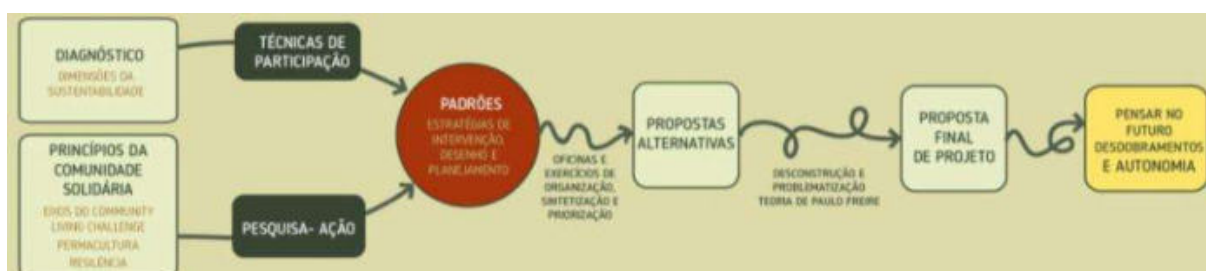 DIAGNÓSTICO
DIMENSÕES DA
SUSTENTABILIDADE
PRINCÍPIOS DA
COMUNIDADE
SOLIDÁRIA
EIXOS DO COMMUNITY
LIVING CHALLENGE
PERMACULTURA
RESILÊNCIA
TÉCNICAS DE
PARTICIPAÇÃO
PESQUISA- AÇÃO
PADRÕES
ESTRATÉGIAS DE
INTERVENÇÃO,
DESENHO E
PLANEJAMENTO
OFICINAS E
EXERCÍCIOS DE
ORGANIZAÇÃO,
SINTETIZAÇÃO E
PRIORIZAÇÃO
PROPOSTAS
ALTERNATIVAS
DESCONSTRUÇÃO E
PROBLEMATIZAÇÃO
TEORIA DE PAULO FREIRE
PROPOSTA
FINAL
DE PROJETO
PENSAR NO
FUTURO
DESDOBRAMENTOS
E AUTONOMIA